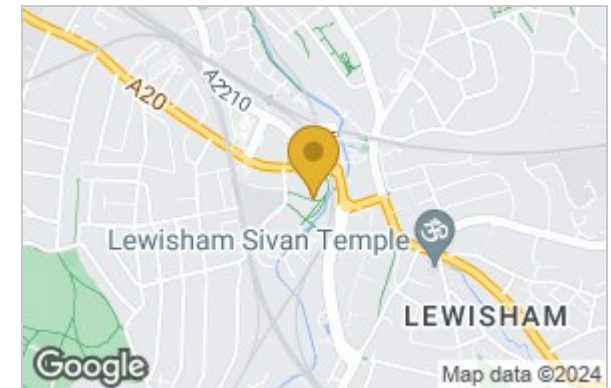 A20
A2210
Lewisham Sivan Temple
ॐ
LEWISHAM
Google
Map data ©2024